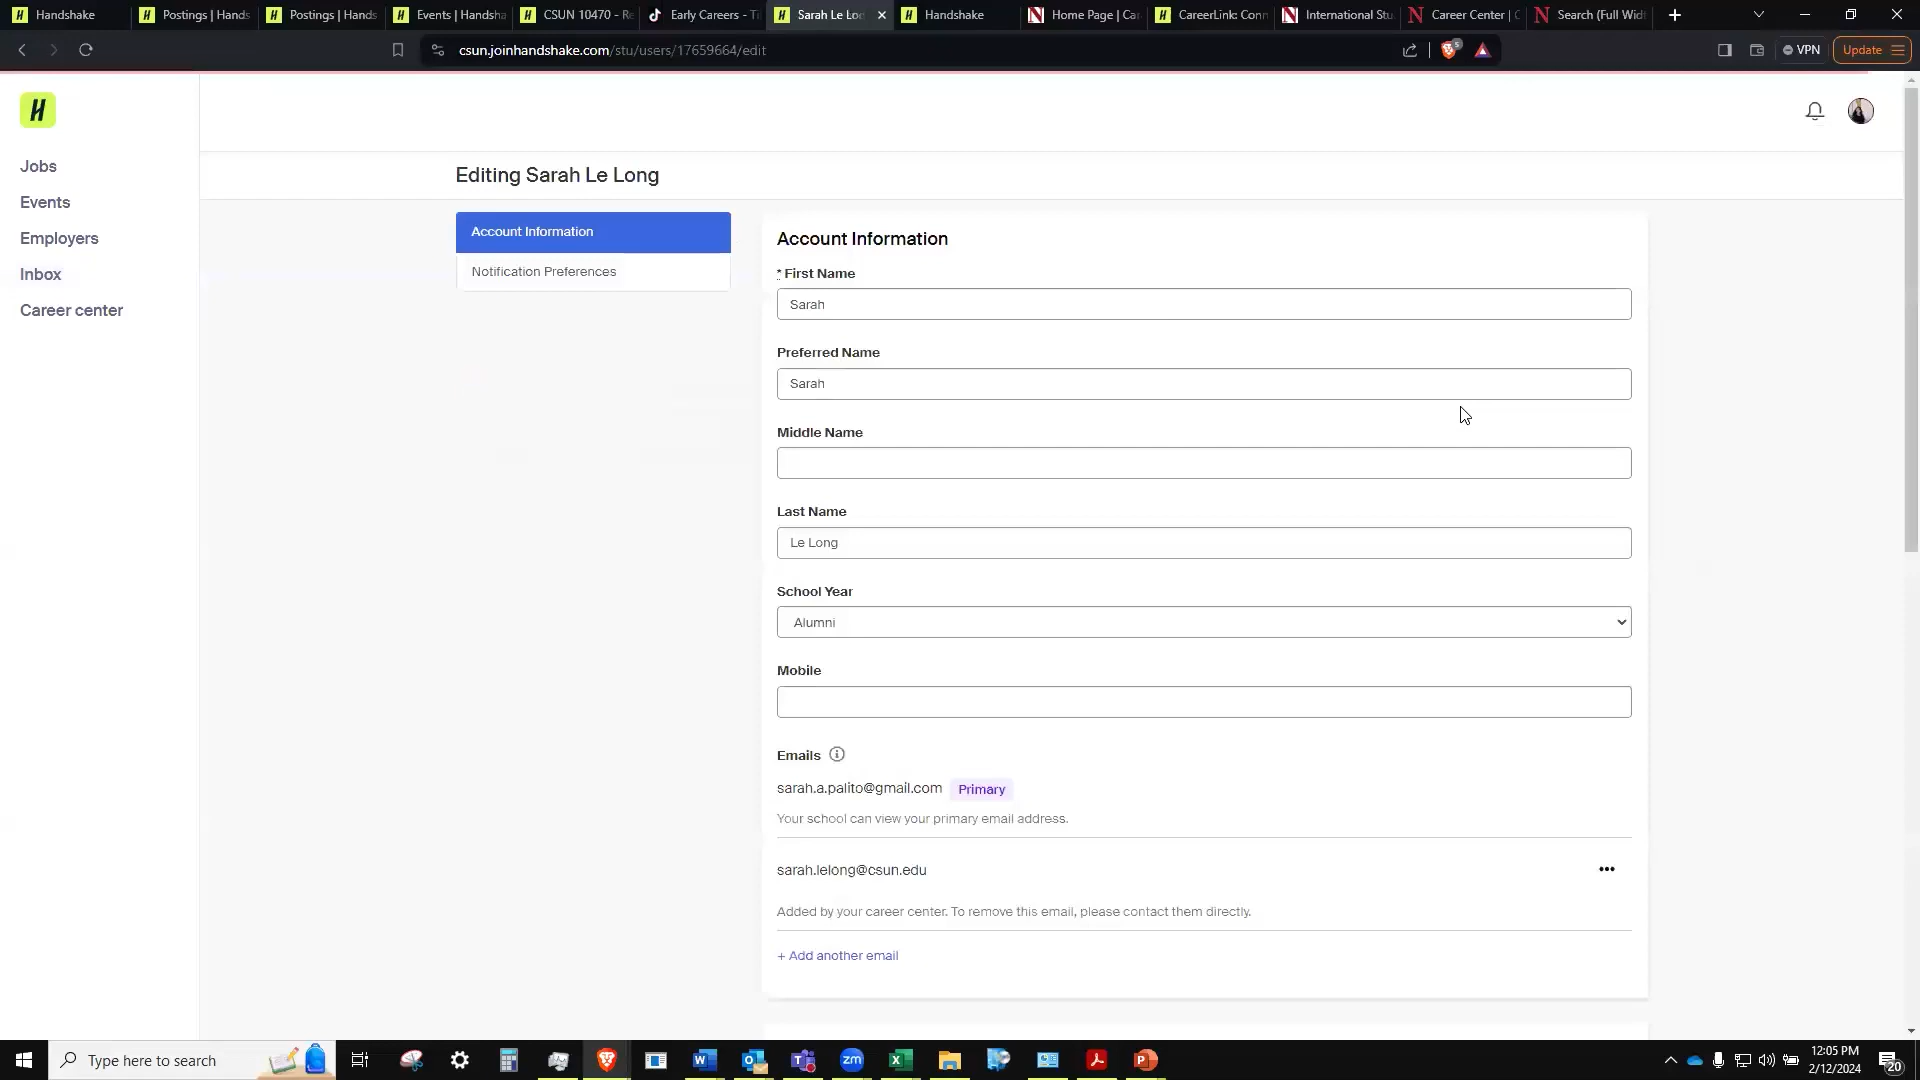 Handshake
Postings | Hands
Postings | Hands
Events | Handsha
CSUN 10470 - Re
Early Careers - Ti
Sarah Le Lo
Handshake
Home Page | Ca
CareerLink: Conn
International Stu
Career Center | C
Search (Full Wid
csun.joinhandshake.com/stu/users/17659664/edit
VPN
Update
Jobs
Events
Employers
Inbox
Career center
Editing Sarah Le Long
Account Information
Notification Preferences
Account Information
* First Name
Sarah
Preferred Name
Sarah
Middle Name
Last Name
Le Long
School Year
Alumni
Mobile
Emails
sarah.a.palito@gmail.com Primary
Your school can view your primary email address.
sarah.lelong@csun.edu
Added by your career center. To remove this email, please contact them directly.
+ Add another email
Type here to search
12:05 PM
2/12/2024
20